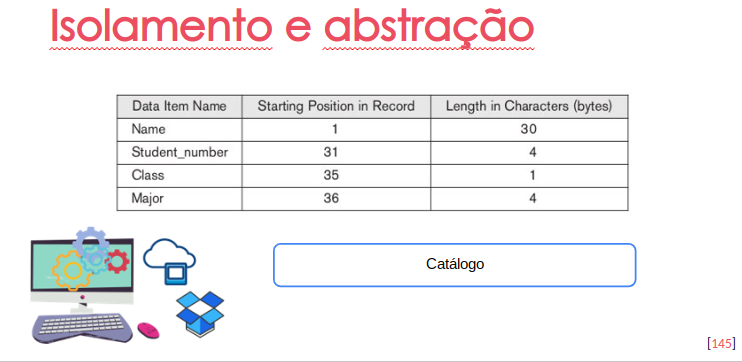 Isolamento e abstração
Data Item Name Starting Position in Record Length in Characters (bytes)
Name 1 30
Student_number 31 4
Class 35 1
Major 36 4
Catálogo
[145]